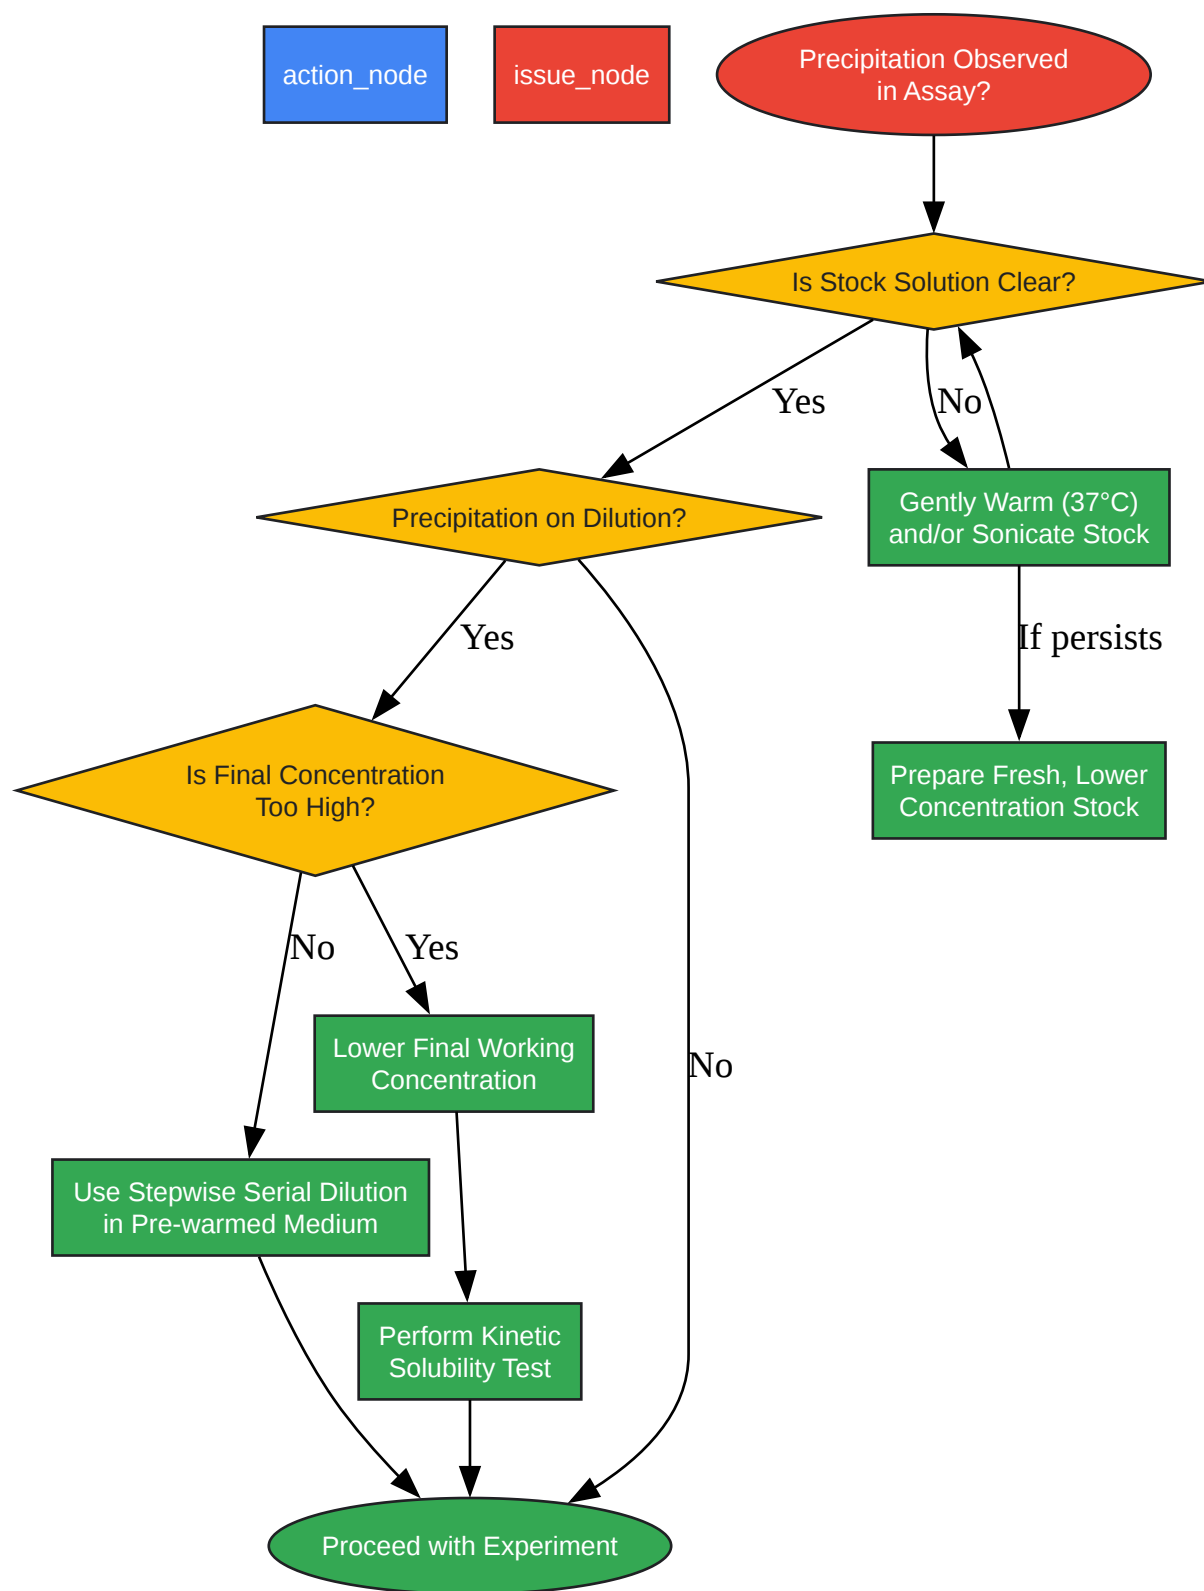 action_node
issue_node
Precipitation Observed
in Assay?
Is Stock Solution Clear?
Yes
No
Precipitation on Dilution?
Gently Warm (37°C)
and/or Sonicate Stock
Yes
If persists
Is Final Concentration
Too High?
Prepare Fresh, Lower
Concentration Stock
No
Yes
Lower Final Working
Concentration
No
Use Stepwise Serial Dilution
in Pre-warmed Medium
Perform Kinetic
Solubility Test
Proceed with Experiment